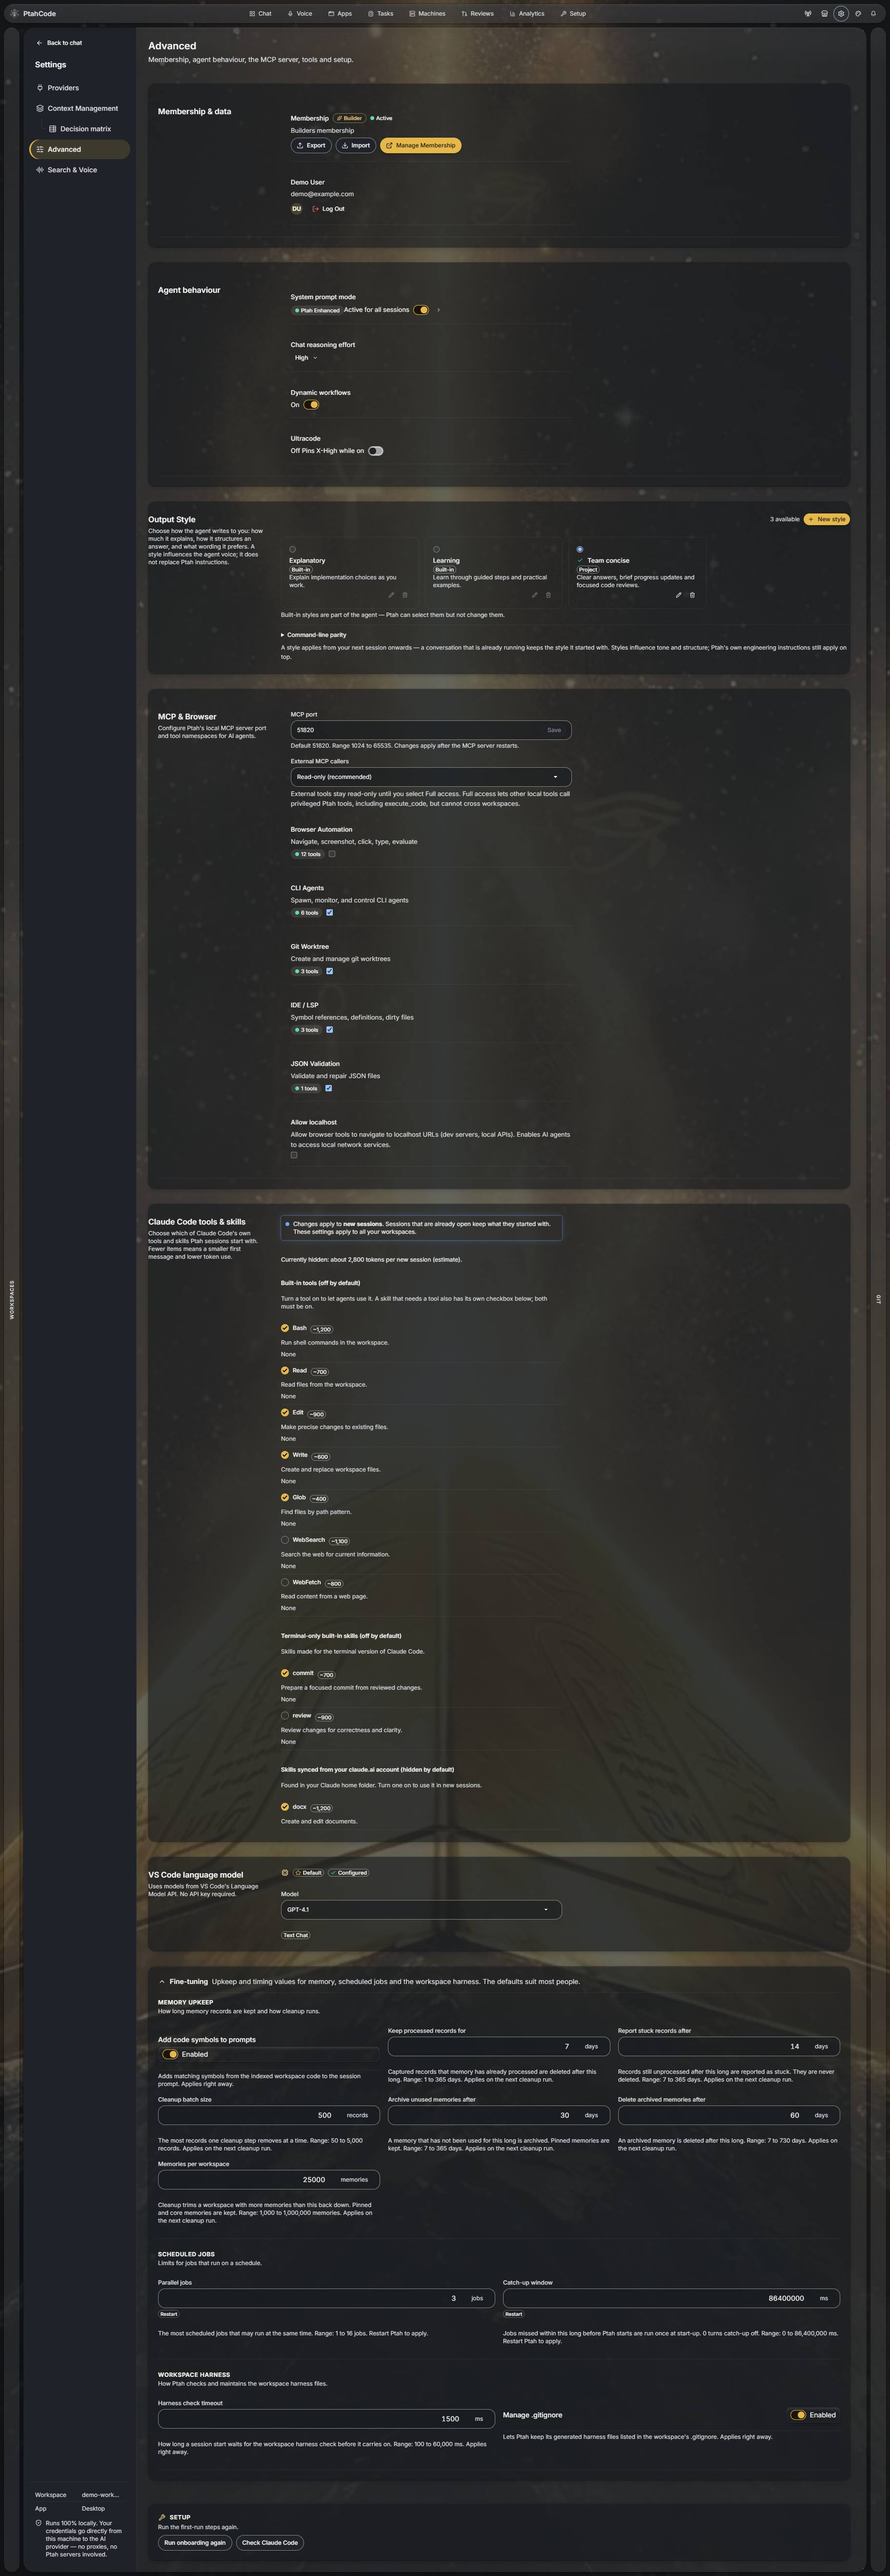 PtahCode
Chat
Voice
Apps
Tasks
Machines
Reviews
Analytics
Setup
Back to chat
Settings
Providers
Context Management
Decision matrix
Advanced
Search & Voice
WORKSPACES
GIT
Advanced
Membership, agent behaviour, the MCP server, tools and setup.
Membership & data
Membership Builder Active
Builders membership
Export Import Manage Membership
Demo User
demo@example.com
DU Log Out
Agent behaviour
System prompt mode
Ptah Enhanced Active for all sessions
Chat reasoning effort
High
Dynamic workflows
On
Ultracode
Off Pins X-High while on
Output Style
Choose how the agent writes to you: how
much it explains, how it structures an
answer, and what wording it prefers. A
style influences the agent voice; it does
not replace Ptah instructions.
3 available + New style
Explanatory
Built-in
Explain implementation choices as you
work.
Learning
Built-in
Learn through guided steps and practical
examples.
Team concise
Project
Clear answers, brief progress updates and
focused code reviews.
Built-in styles are part of the agent — Ptah can select them but not change them.
Command-line parity
A style applies from your next session onwards — a conversation that is already running keeps the style it started with. Styles influence tone and structure; Ptah's own engineering instructions still apply on
top.
MCP & Browser
Configure Ptah's local MCP server port
and tool namespaces for AI agents.
MCP port
51820 Save
Default 51820. Range 1024 to 65535. Changes apply after the MCP server restarts.
External MCP callers
Read-only (recommended)
External tools stay read-only until you select Full access. Full access lets other local tools call
privileged Ptah tools, including execute_code, but cannot cross workspaces.
Browser Automation
Navigate, screenshot, click, type, evaluate
12 tools
CLI Agents
Spawn, monitor, and control CLI agents
6 tools
Git Worktree
Create and manage git worktrees
3 tools
IDE / LSP
Symbol references, definitions, dirty files
3 tools
JSON Validation
Validate and repair JSON files
1 tools
Allow localhost
Allow browser tools to navigate to localhost URLs (dev servers, local APIs). Enables AI agents
to access local network services.
Claude Code tools & skills
Choose which of Claude Code's own
tools and skills Ptah sessions start with.
Fewer items means a smaller first
message and lower token use.
Changes apply to new sessions. Sessions that are already open keep what they started with.
These settings apply to all your workspaces.
Currently hidden: about 2,800 tokens per new session (estimate).
Built-in tools (off by default)
Turn a tool on to let agents use it. A skill that needs a tool also has its own checkbox below; both
must be on.
Bash ~1,200
Run shell commands in the workspace.
None
Read ~700
Read files from the workspace.
None
Edit ~900
Make precise changes to existing files.
None
Write ~600
Create and replace workspace files.
None
Glob ~400
Find files by path pattern.
None
WebSearch ~1,100
Search the web for current information.
None
WebFetch ~800
Read content from a web page.
None
Terminal-only built-in skills (off by default)
Skills made for the terminal version of Claude Code.
commit ~700
Prepare a focused commit from reviewed changes.
None
review ~900
Review changes for correctness and clarity.
None
Skills synced from your claude.ai account (hidden by default)
Found in your Claude home folder. Turn one on to use it in new sessions.
docx ~1,200
Create and edit documents.
VS Code language model
Uses models from VS Code's Language
Model API. No API key required.
Default Configured
Model
GPT-4.1
Test Chat
Fine-tuning Upkeep and timing values for memory, scheduled jobs and the workspace harness. The defaults suit most people.
MEMORY UPKEEP
How long memory records are kept and how cleanup runs.
Add code symbols to prompts
Enabled
Adds matching symbols from the indexed workspace code to the session
prompt. Applies right away.
Keep processed records for
7 days
Captured records that memory has already processed are deleted after this
long. Range: 1 to 365 days. Applies on the next cleanup run.
Report stuck records after
14 days
Records still unprocessed after this long are reported as stuck. They are never
deleted. Range: 7 to 365 days. Applies on the next cleanup run.
Cleanup batch size
500 records
The most records one cleanup step removes at a time. Range: 50 to 5,000
records. Applies on the next cleanup run.
Archive unused memories after
30 days
A memory that has not been used for this long is archived. Pinned memories are
kept. Range: 7 to 365 days. Applies on the next cleanup run.
Delete archived memories after
60 days
An archived memory is deleted after this long. Range: 7 to 730 days. Applies on
the next cleanup run.
Memories per workspace
25000 memories
Cleanup trims a workspace with more memories than this back down. Pinned
and core memories are kept. Range: 1,000 to 1,000,000 memories. Applies on
the next cleanup run.
SCHEDULED JOBS
Limits for jobs that run on a schedule.
Parallel jobs
3 jobs
Restart
The most scheduled jobs that may run at the same time. Range: 1 to 16 jobs. Restart Ptah to apply.
Catch-up window
86400000 ms
Restart
Jobs missed within this long before Ptah starts are run once at start-up. 0 turns catch-up off. Range: 0 to 86,400,000 ms.
Restart Ptah to apply.
WORKSPACE HARNESS
How Ptah checks and maintains the workspace harness files.
Harness check timeout
1500 ms
How long a session start waits for the workspace harness check before it carries on. Range: 100 to 60,000 ms. Applies
right away.
Manage .gitignore Enabled
Lets Ptah keep its generated harness files listed in the workspace's .gitignore. Applies right away.
SETUP
Run the first-run steps again.
Run onboarding again Check Claude Code
Workspace demo-work...
App Desktop
Runs 100% locally. Your
credentials go directly from
this machine to the AI
provider — no proxies, no
Ptah servers involved.